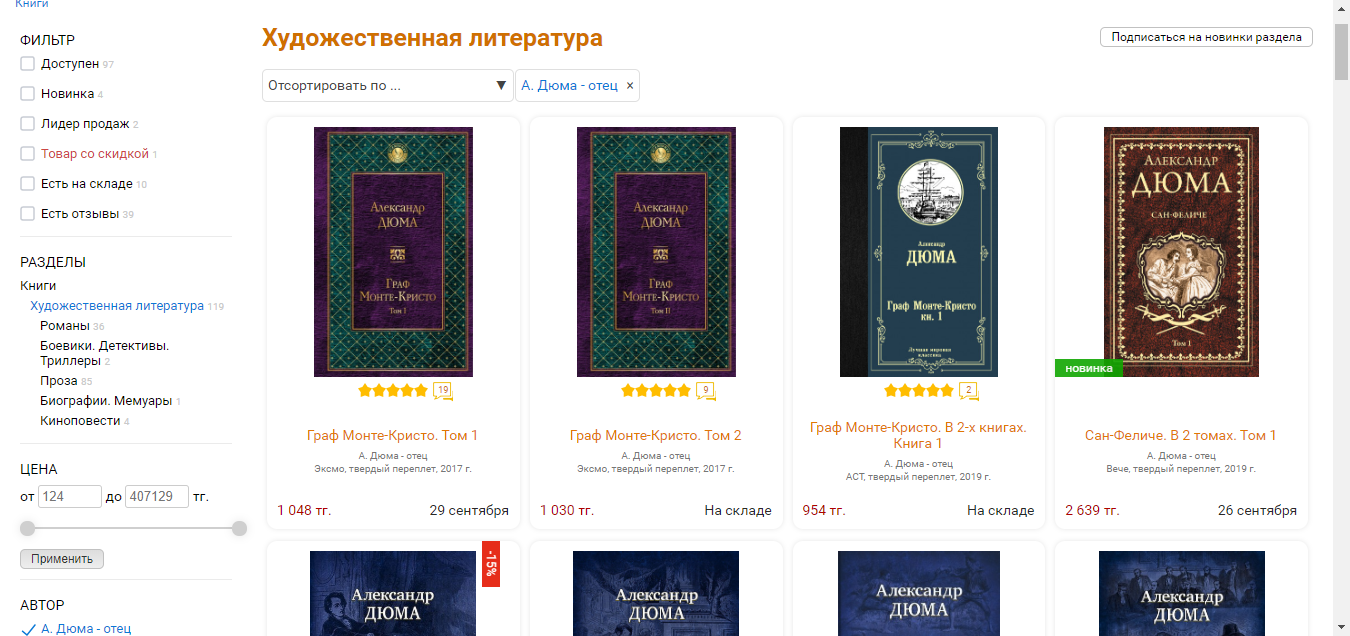 Книги
ФИЛЬТР
Доступен 97
Новинка 4
Лидер продаж 2
Товар со скидкой 1
Есть на складе 10
Есть отзывы 39
РАЗДЕЛЫ
Книги
Художественная литература 119
Романы 36
Боевики. Детективы.
Триллеры 2
Проза 85
Биографии. Мемуары 1
Киноповести 4
ЦЕНА
от 124 до 407129 тг.
Применить
АВТОР
А. Дюма - отец
Художественная литература
Подписаться на новинки раздела
Отсортировать по ... ▼
А. Дюма - отец ×
Александр
ДЮМА
Граф
Монте-Кристо
Том I
19
Граф Монте-Кристо. Том 1
А. Дюма - отец
Эксмо, твердый переплет, 2017 г.
1 048 тг. 29 сентября
Александр
ДЮМА
Граф
Монте-Кристо
Том II
9
Граф Монте-Кристо. Том 2
А. Дюма - отец
Эксмо, твердый переплет, 2017 г.
1 030 тг. На складе
Александр
ДЮМА
Граф Монте-Кристо
кн. 1
Лучшая мировая
классика
2
Граф Монте-Кристо. В 2-х книгах.
Книга 1
А. Дюма - отец
АСТ, твердый переплет, 2019 г.
954 тг. На складе
Александр
ДЮМА
САН-ФЕЛИЧЕ
Том I
новинка
Сан-Феличе. В 2 томах. Том 1
А. Дюма - отец
Вече, твердый переплет, 2019 г.
2 639 тг. 26 сентября
-15%
Александр
ДЮМА
Александр
ДЮМА
Александр
ДЮМА
Александр
ДЮМА